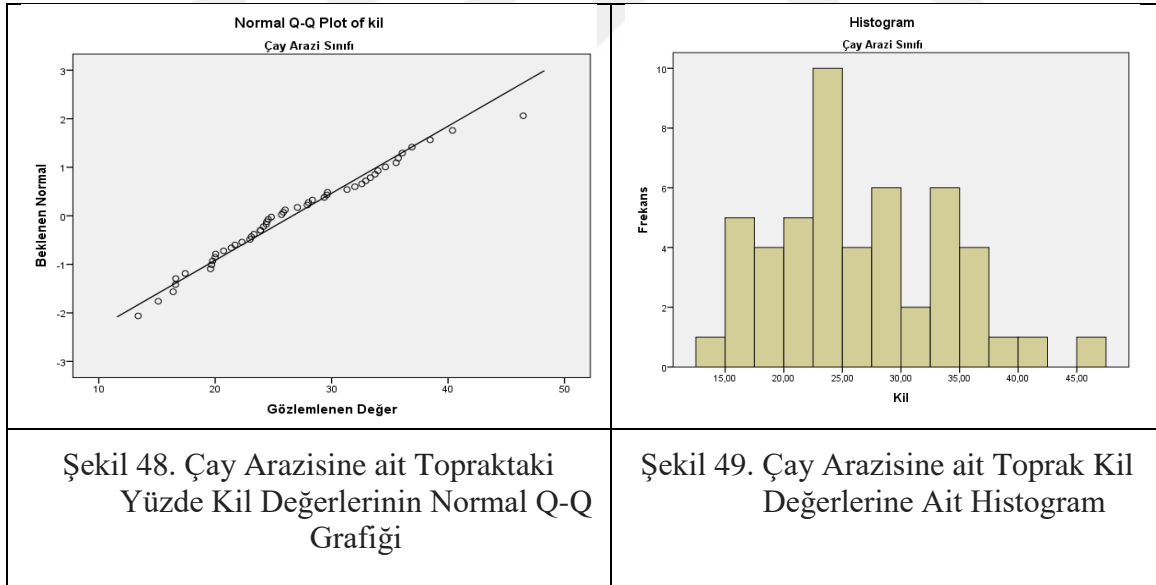 Normal Q-Q Plot of kil
Çay Arazi Sınıfı
3
2
1
0
-1
-2
-3
Beklenen Normal
10
20
30
40
50
Gözlemlenen Değer
Histogram
Çay Arazi Sınıfı
10
8
6
4
2
0
Frekans
15,00
20,00
25,00
30,00
35,00
40,00
45,00
Kil
Şekil 48. Çay Arazisine ait Topraktaki
Yüzde Kil Değerlerinin Normal Q-Q
Grafiği
Şekil 49. Çay Arazisine ait Toprak Kil
Değerlerine Ait Histogram